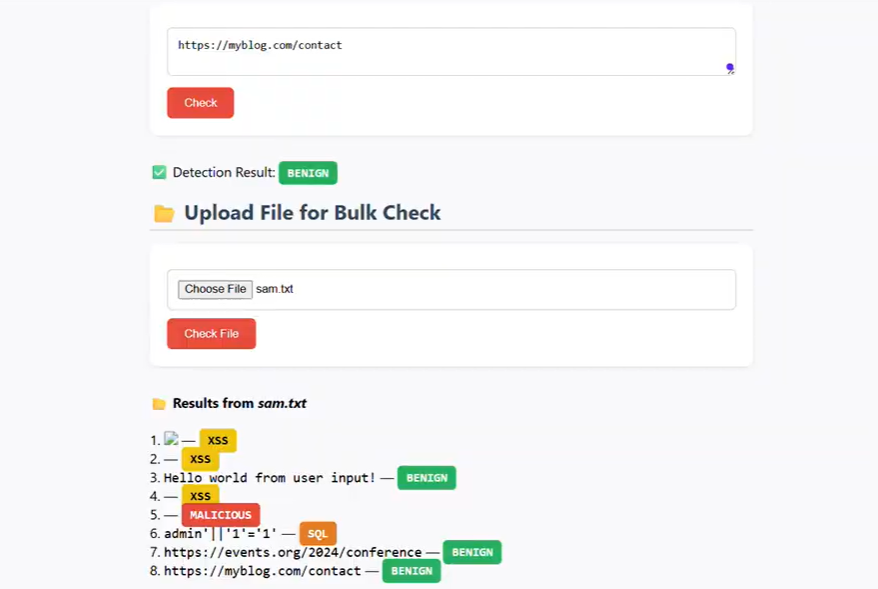 https://myblog.com/contact
Check
Detection Result: BENIGN
Upload File for Bulk Check
Choose File sam.txt
Check File
Results from sam.txt
1. — XSS
2. — XSS
3. Hello world from user input! — BENIGN
4. — XSS
5. — MALICIOUS
6. admin'||'1'='1' — SQL
7. https://events.org/2024/conference — BENIGN
8. https://myblog.com/contact — BENIGN